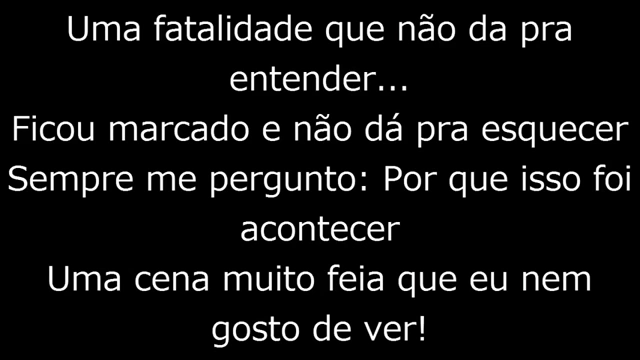 Uma fatalidade que não da pra
entender...
Ficou marcado e não dá pra esquecer
Sempre me pergunto: Por que isso foi
acontecer
Uma cena muito feia que eu nem
gosto de ver!